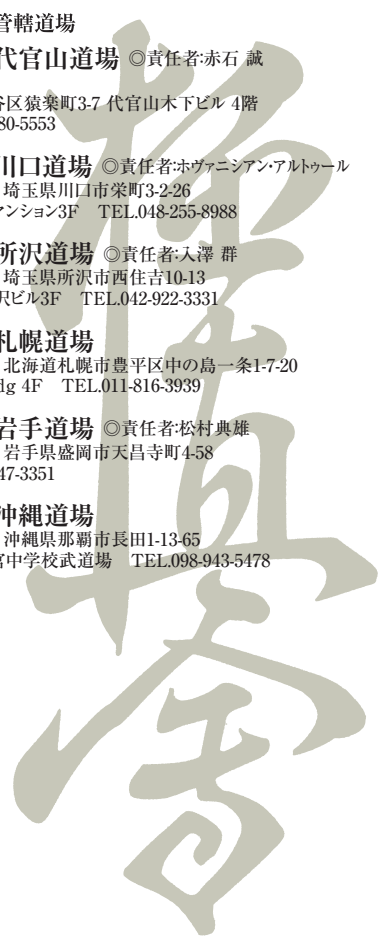 管轄道場
代官山道場 ◎責任者:赤石 誠
谷区猿楽町3-7 代官山木下ビル 4階
80-5553
川口道場 ◎責任者:ホヴァニシアン・アルトゥール
埼玉県川口市栄町3-2-26
マンション3F TEL.048-255-8988
所沢道場 ◎責任者:入澤 群
埼玉県所沢市西住吉10-13
沢ビル3F TEL.042-922-3331
札幌道場
北海道札幌市豊平区中の島一条1-7-20
dg 4F TEL.011-816-3939
岩手道場 ◎責任者:松村典雄
岩手県盛岡市天昌寺町4-58
47-3351
沖縄道場
沖縄県那覇市長田1-13-65
宮中学校武道場 TEL.098-943-5478
極真会